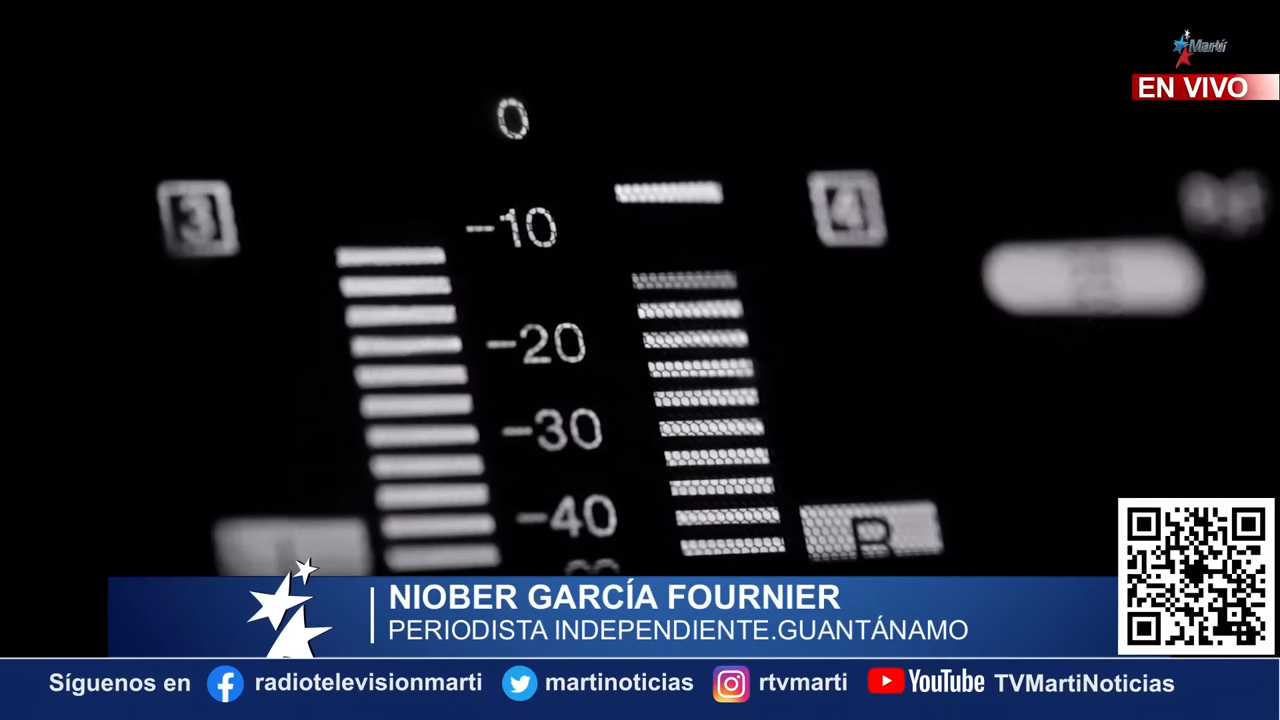 Martí
EN VIVO
0
3
4
-10
-20
-30
-40
L
R
NIOBER GARCÍA FOURNIER
PERIODISTA INDEPENDIENTE.GUANTÁNAMO
Síguenos en radiotelevisionmarti martinoticias rtvmarti YouTube TVMartiNoticias